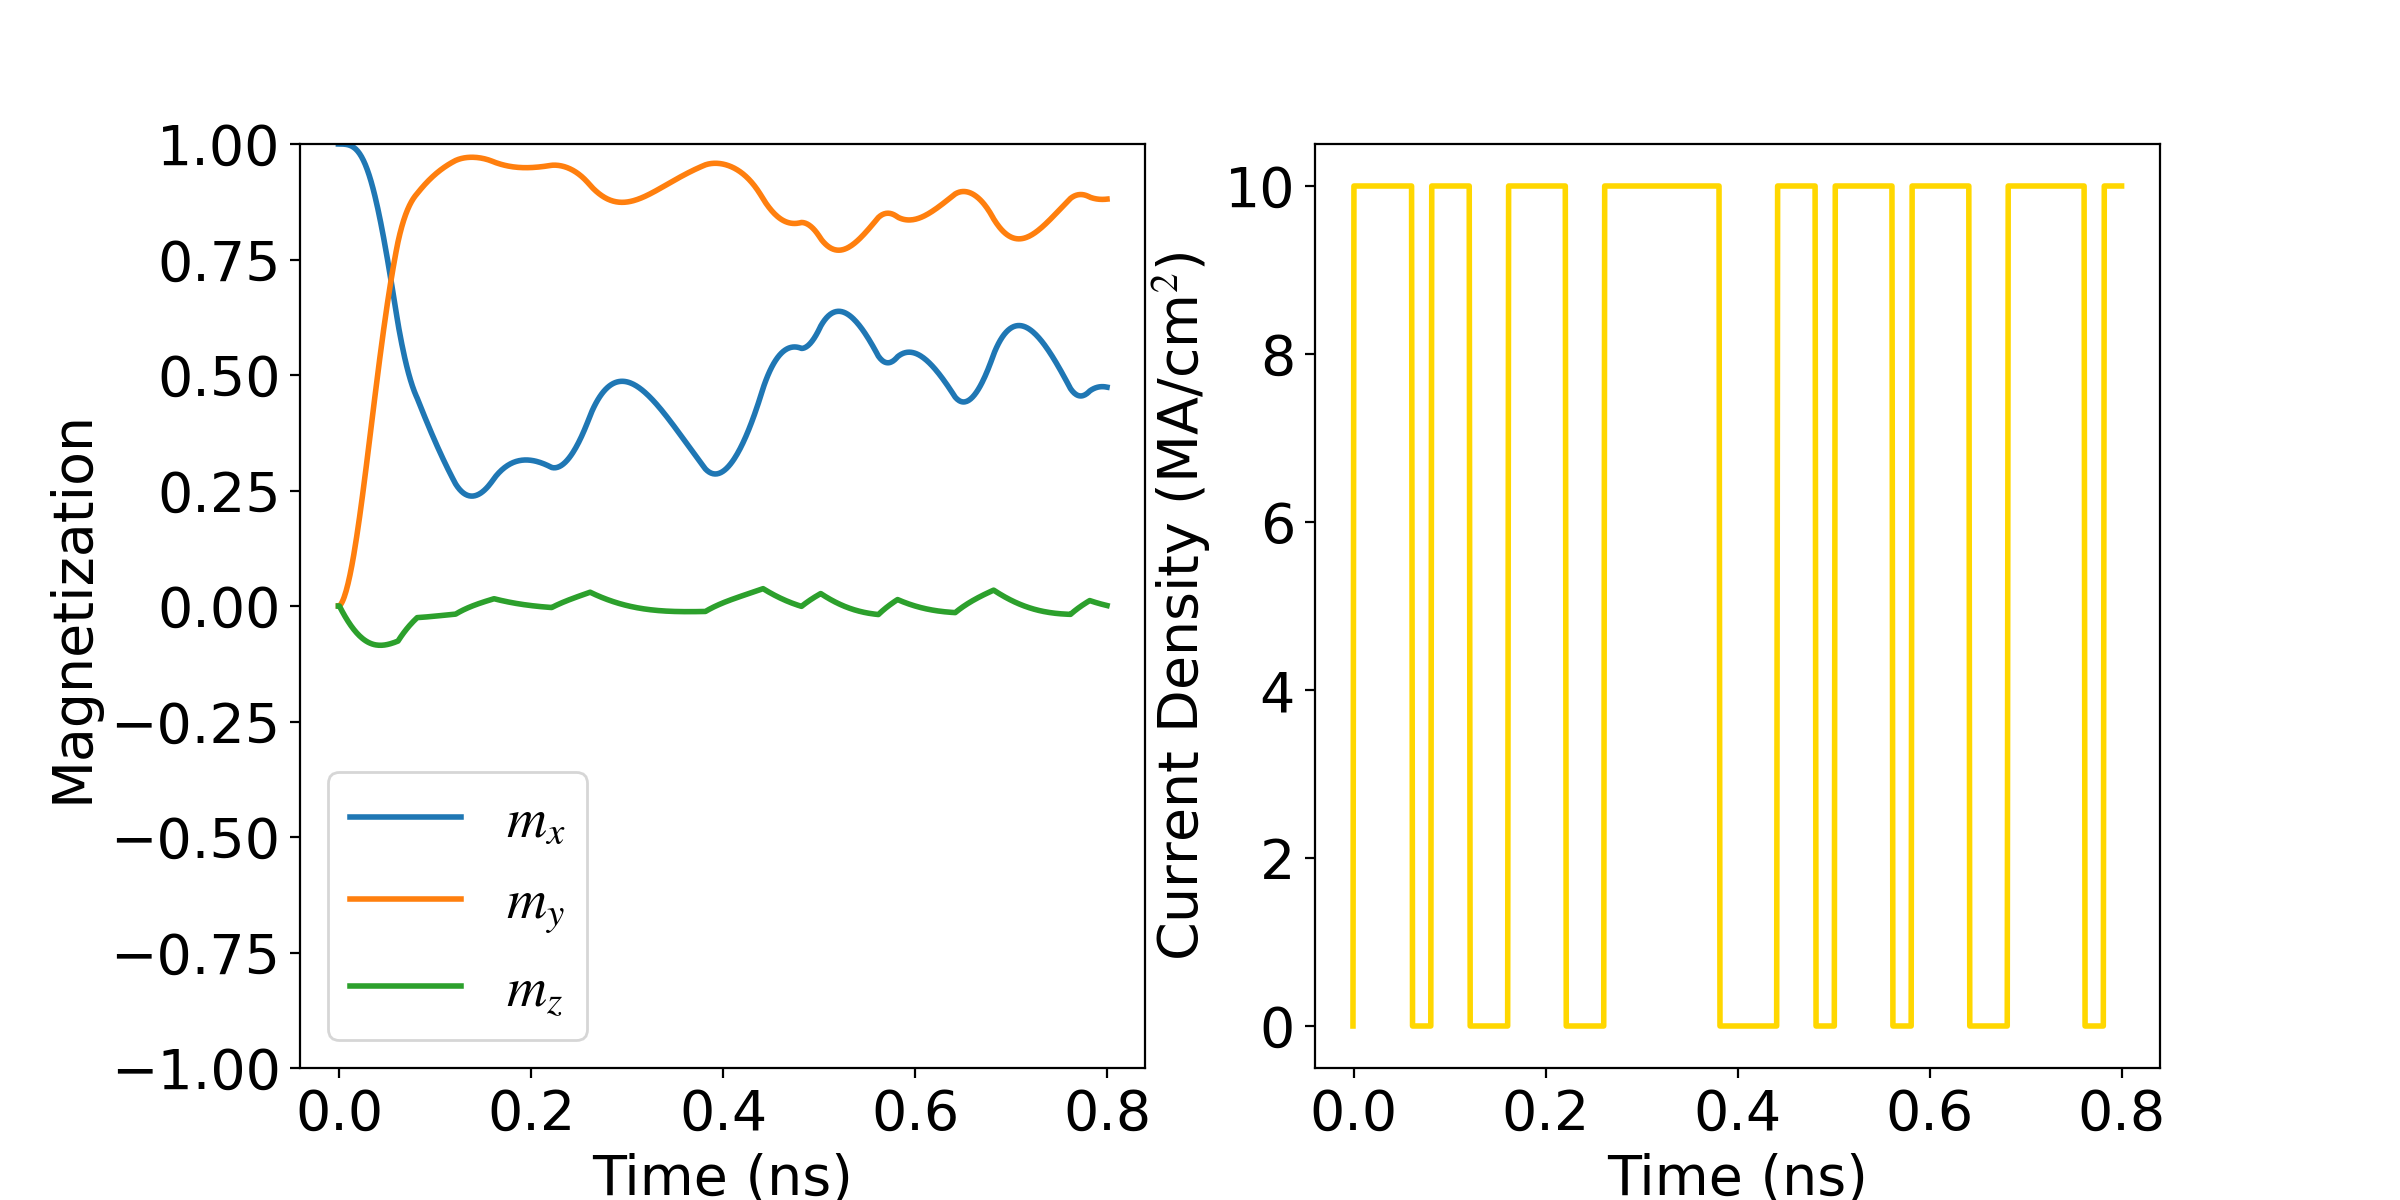 Magnetization
1.00
0.75
0.50
0.25
0.00
−0.25
−0.50
−0.75
−1.00
m_x
m_y
m_z
0.0 0.2 0.4 0.6 0.8
Time (ns)
Current Density (MA/cm²)
10
8
6
4
2
0
0.0 0.2 0.4 0.6 0.8
Time (ns)